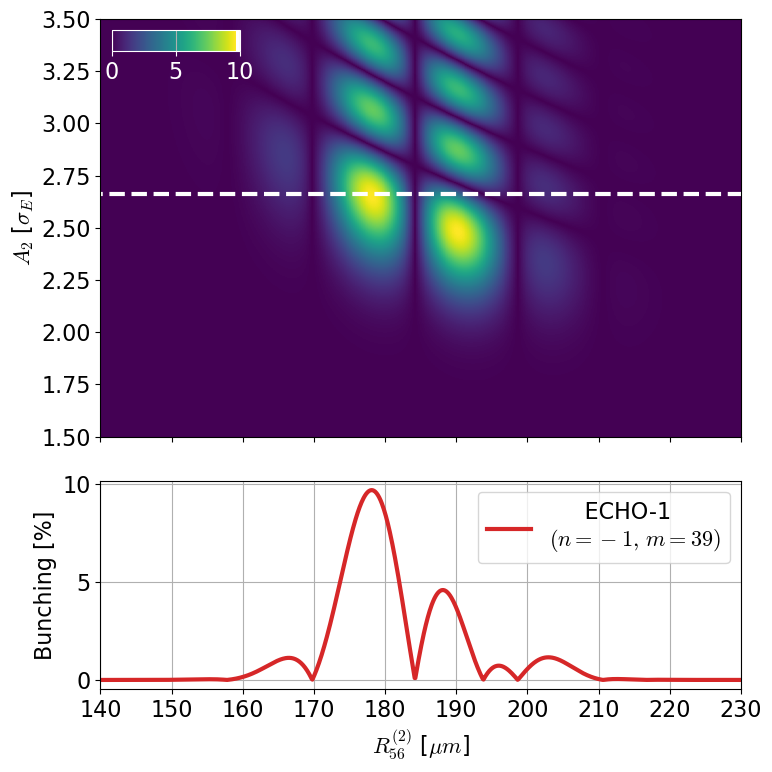 3.50
3.25
3.00
2.75
2.50
2.25
2.00
1.75
1.50
0 5 10
A₂ [σ_E]
10
5
0
Bunching [%]
ECHO-1
(n = −1, m = 39)
140 150 160 170 180 190 200 210 220 230
R₅₆⁽²⁾ [μm]